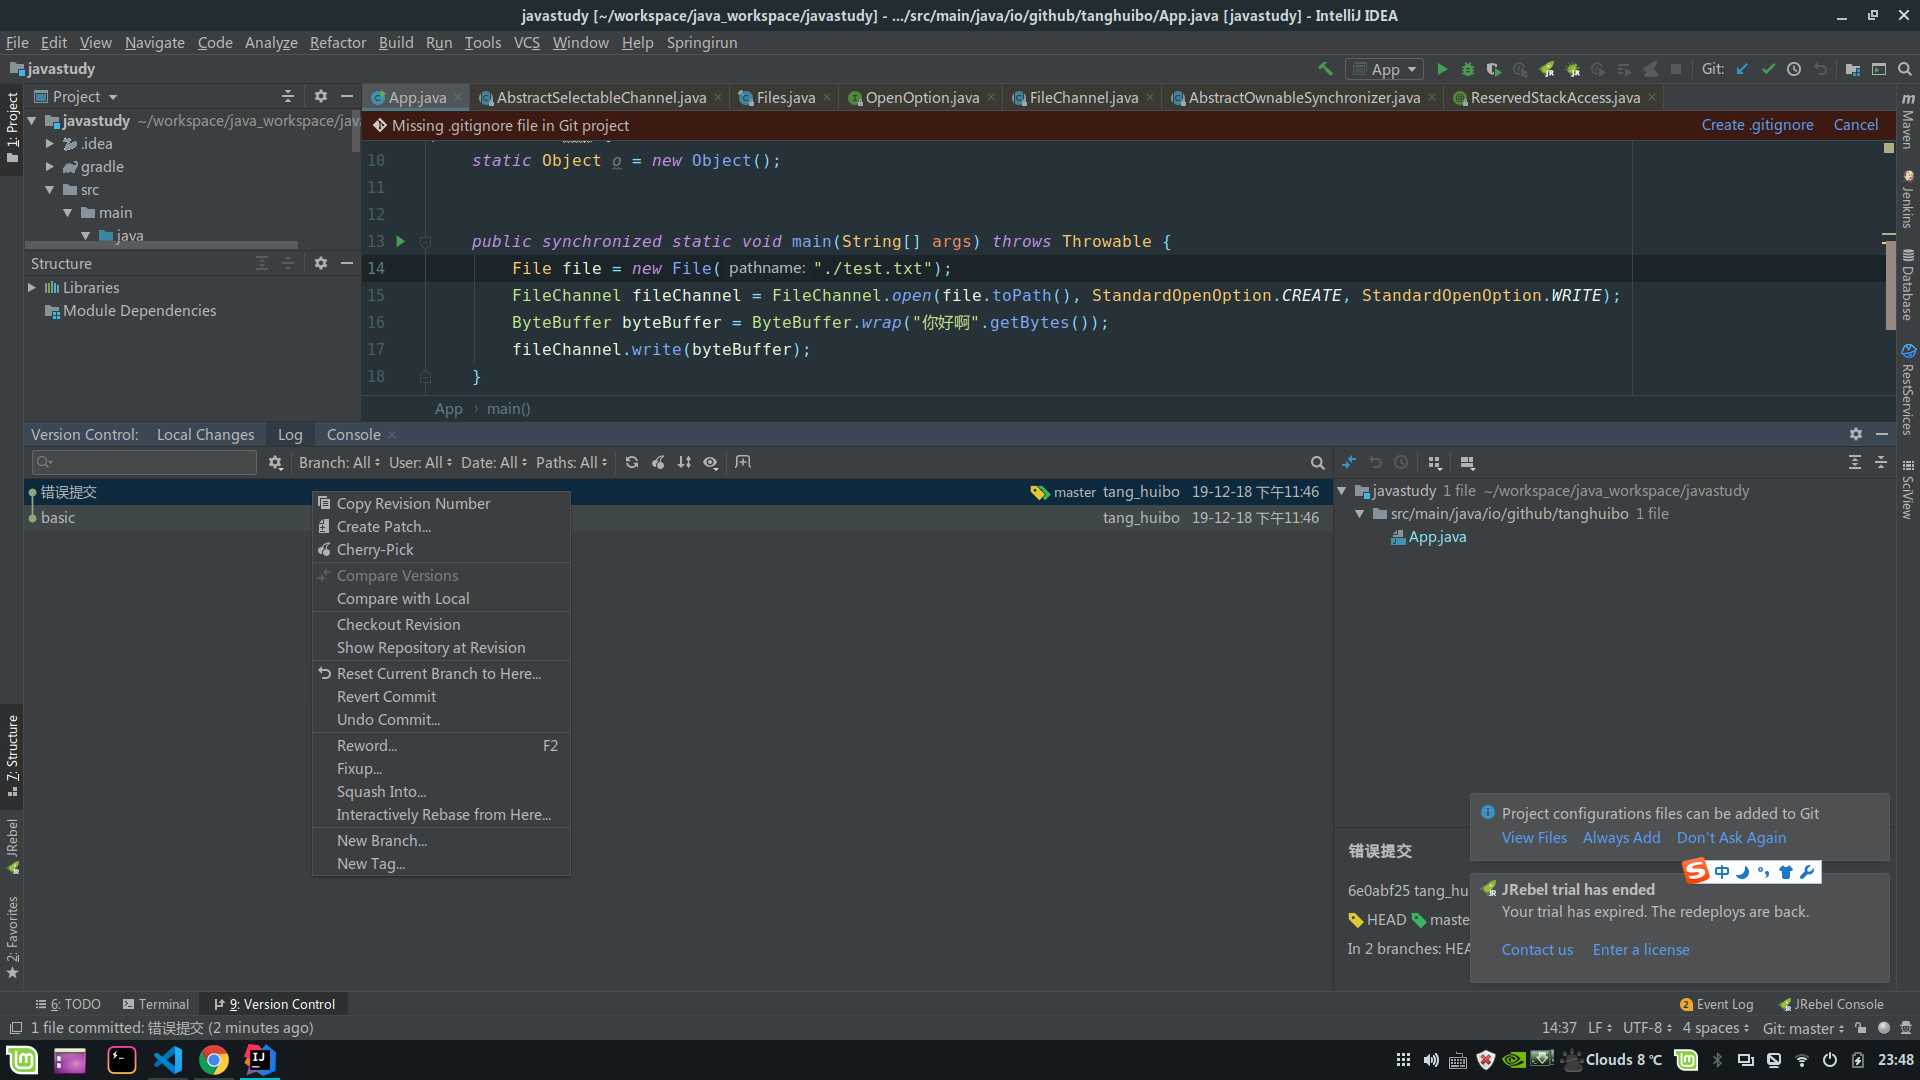 javastudy [~/workspace/java_workspace/javastudy] - .../src/main/java/io/github/tanghuibo/App.java [javastudy] - IntelliJ IDEA
File Edit View Navigate Code Analyze Refactor Build Run Tools VCS Window Help Springirun
javastudy
App
Git:
1: Project
Project
App.java
AbstractSelectableChannel.java
Files.java
OpenOption.java
FileChannel.java
AbstractOwnableSynchronizer.java
ReservedStackAccess.java
Missing .gitignore file in Git project
Create .gitignore Cancel
javastudy ~/workspace/java_workspace/jav
.idea
gradle
src
main
java
Structure
Libraries
Module Dependencies
10 static Object o = new Object();
11
12
13 public synchronized static void main(String[] args) throws Throwable {
14 File file = new File( pathname: "./test.txt");
15 FileChannel fileChannel = FileChannel.open(file.toPath(), StandardOpenOption.CREATE, StandardOpenOption.WRITE);
16 ByteBuffer byteBuffer = ByteBuffer.wrap("你好啊".getBytes());
17 fileChannel.write(byteBuffer);
18 }
App › main()
m Maven
Jenkins
Database
RestServices
SciView
Version Control: Local Changes Log Console
Branch: All User: All Date: All Paths: All
错误提交 master tang_huibo 19-12-18 下午11:46
basic tang_huibo 19-12-18 下午11:46
Copy Revision Number
Create Patch...
Cherry-Pick
Compare Versions
Compare with Local
Checkout Revision
Show Repository at Revision
Reset Current Branch to Here...
Revert Commit
Undo Commit...
Reword... F2
Fixup...
Squash Into...
Interactively Rebase from Here...
New Branch...
New Tag...
javastudy 1 file ~/workspace/java_workspace/javastudy
src/main/java/io/github/tanghuibo 1 file
App.java
错误提交
6e0abf25 tang_hu
HEAD maste
In 2 branches: HEA
Project configurations files can be added to Git
View Files Always Add Don't Ask Again
S 中
JRebel trial has ended
Your trial has expired. The redeploys are back.
Contact us Enter a license
7: Structure
JRebel
2: Favorites
6: TODO Terminal 9: Version Control
2 Event Log JRebel Console
1 file committed: 错误提交 (2 minutes ago)
14:37 LF UTF-8 4 spaces Git: master
IJ
Clouds 8 ℃
23:48